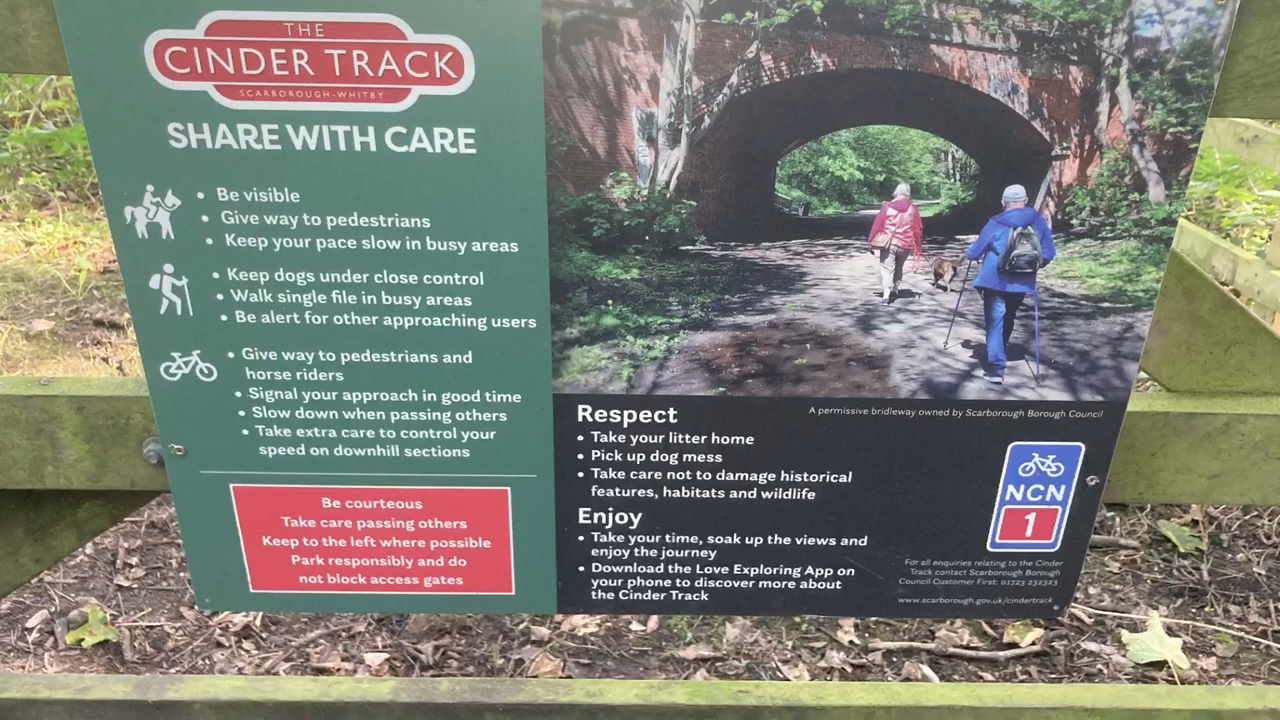 THE
CINDER TRACK
SCARBOROUGH-WHITBY
SHARE WITH CARE
• Be visible
• Give way to pedestrians
• Keep your pace slow in busy areas
• Keep dogs under close control
• Walk single file in busy areas
• Be alert for other approaching users
• Give way to pedestrians and
horse riders
• Signal your approach in good time
• Slow down when passing others
• Take extra care to control your
speed on downhill sections
Be courteous
Take care passing others
Keep to the left where possible
Park responsibly and do
not block access gates
A permissive bridleway owned by Scarborough Borough Council
Respect
• Take your litter home
• Pick up dog mess
• Take care not to damage historical
features, habitats and wildlife
Enjoy
• Take your time, soak up the views and
enjoy the journey
• Download the Love Exploring App on
your phone to discover more about
the Cinder Track
NCN
1
For all enquiries relating to the Cinder
Track contact Scarborough Borough
Council Customer First: 01723 232323
www.scarborough.gov.uk/cindertrack